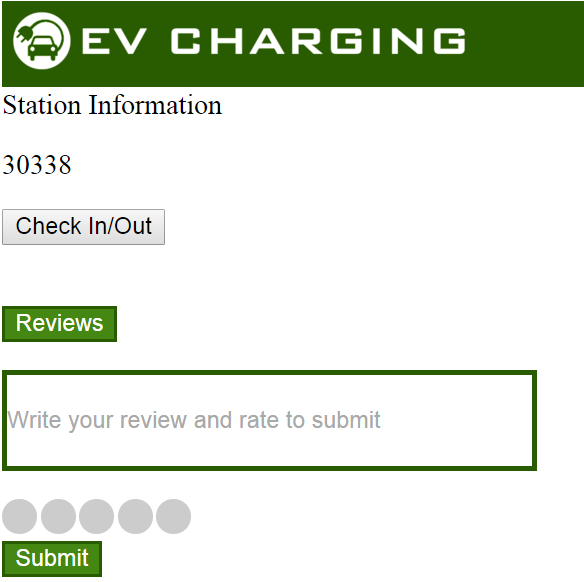 EV CHARGING
Station Information
30338
Check In/Out
Reviews
Write your review and rate to submit
Submit